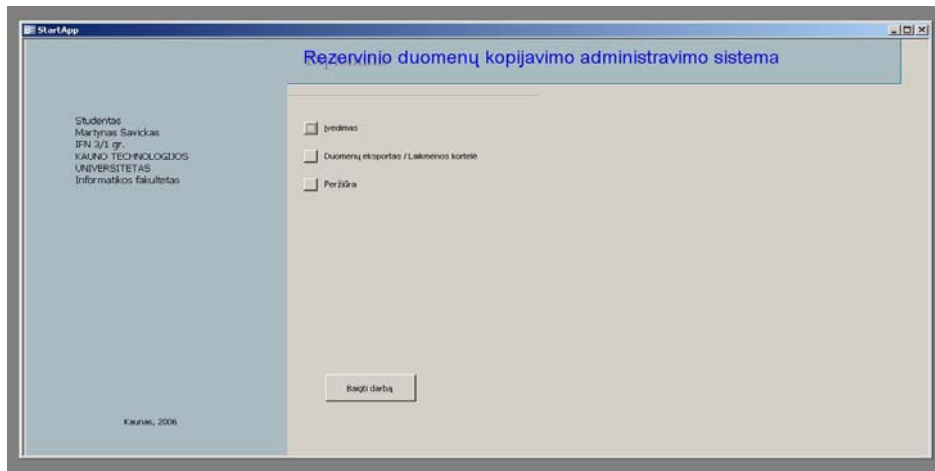 StartApp
Rezervinio duomenų kopijavimo administravimo sistema
Studentas
Martynas Savickas
IFN 3/1 gr.
KAUNO TECHNOLOGIJOS
UNIVERSITETAS
Informatikos fakultetas
Įvedimas
Duomenų eksportas / Laikmenos kortelė
Peržiūra
Baigti darbą
Kaunas, 2006